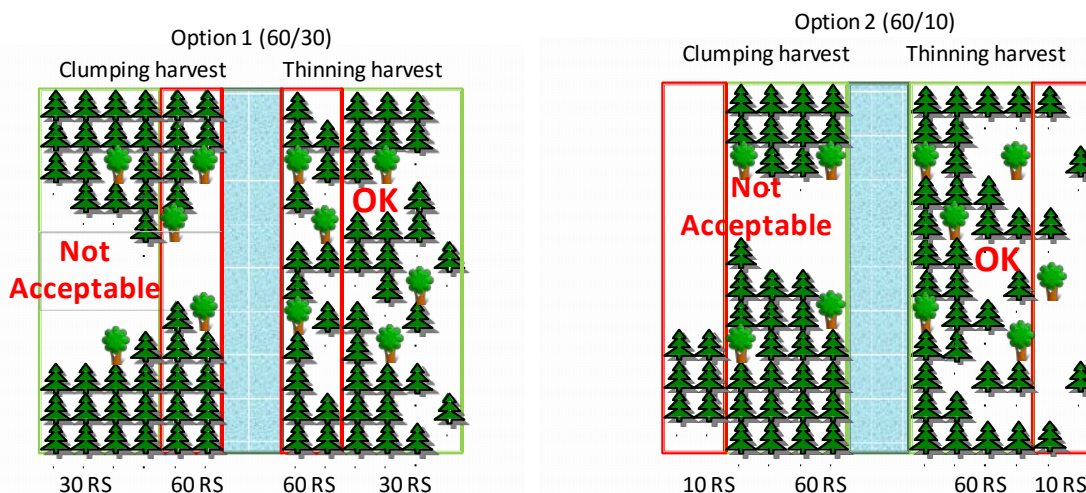 Option 1 (60/30)
Clumping harvest
Thinning harvest
OK
Not
Acceptable
30 RS
60 RS
60 RS
30 RS
Option 2 (60/10)
Clumping harvest
Thinning harvest
Not
Acceptable
OK
10 RS
60 RS
60 RS
10 RS